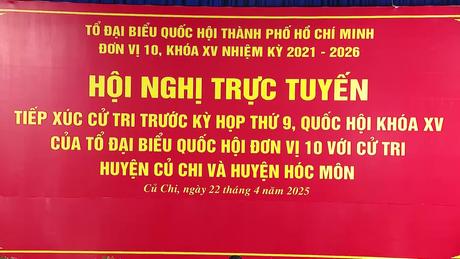 TỔ ĐẠI BIỂU QUỐC HỘI THÀNH PHỐ HỒ CHÍ MINH
ĐƠN VỊ 10, KHÓA XV NHIỆM KỲ 2021 - 2026
HỘI NGHỊ TRỰC TUYẾN
TIẾP XÚC CỬ TRI TRƯỚC KỲ HỌP THỨ 9, QUỐC HỘI KHÓA XV
CỦA TỔ ĐẠI BIỂU QUỐC HỘI ĐƠN VỊ 10 VỚI CỬ TRI
HUYỆN CỦ CHI VÀ HUYỆN HÓC MÔN
Củ Chi, ngày 22 tháng 4 năm 2025